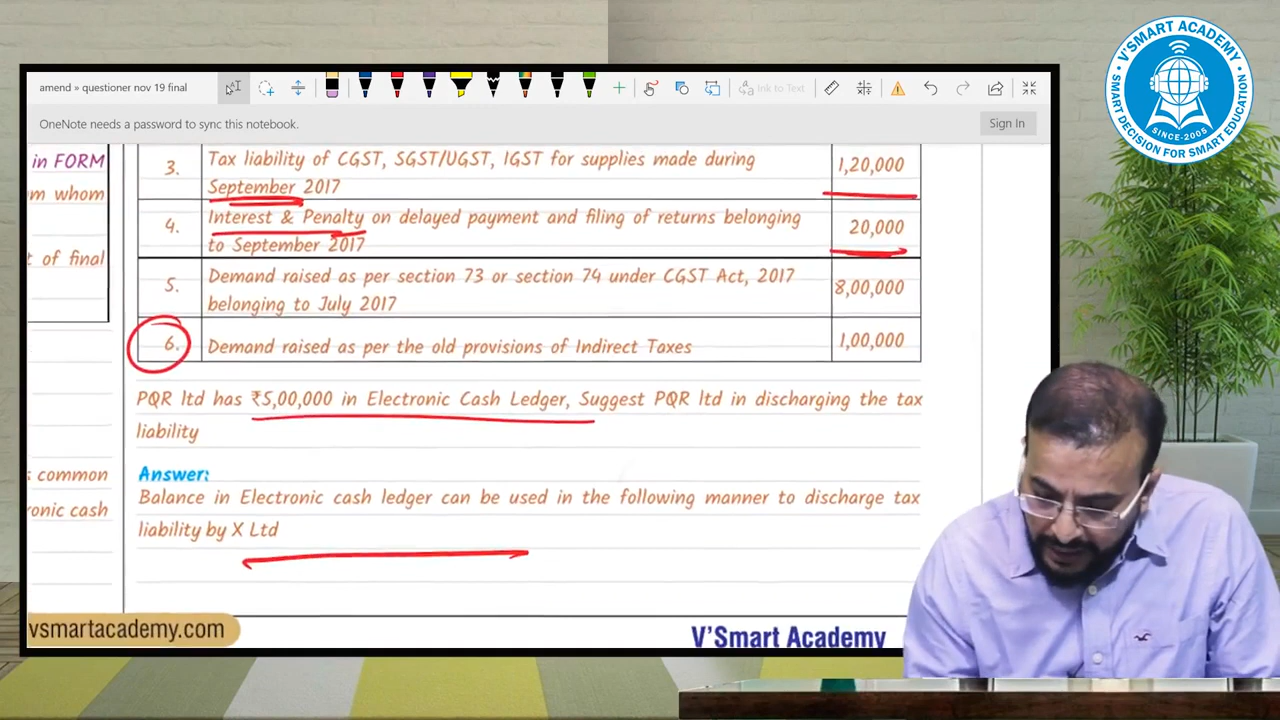 amend » questioner nov 19 final
Ink to Text
OneNote needs a password to sync this notebook.
Sign In
in FORM
m whom
t of final
s common
ronic cash
3. Tax liability of CGST, SGST/UGST, IGST for supplies made during September 2017 1,20,000
4. Interest & Penalty on delayed payment and filing of returns belonging to September 2017 20,000
5. Demand raised as per section 73 or section 74 under CGST Act, 2017 belonging to July 2017 8,00,000
6. Demand raised as per the old provisions of Indirect Taxes 1,00,000
PQR ltd has ₹5,00,000 in Electronic Cash Ledger, Suggest PQR ltd in discharging the tax
liability
Answer:
Balance in Electronic cash ledger can be used in the following manner to discharge tax
liability by X Ltd
vsmartacademy.com
V'Smart Academy
V'SMART ACADEMY
SINCE-2005
SMART DECISION FOR SMART EDUCATION